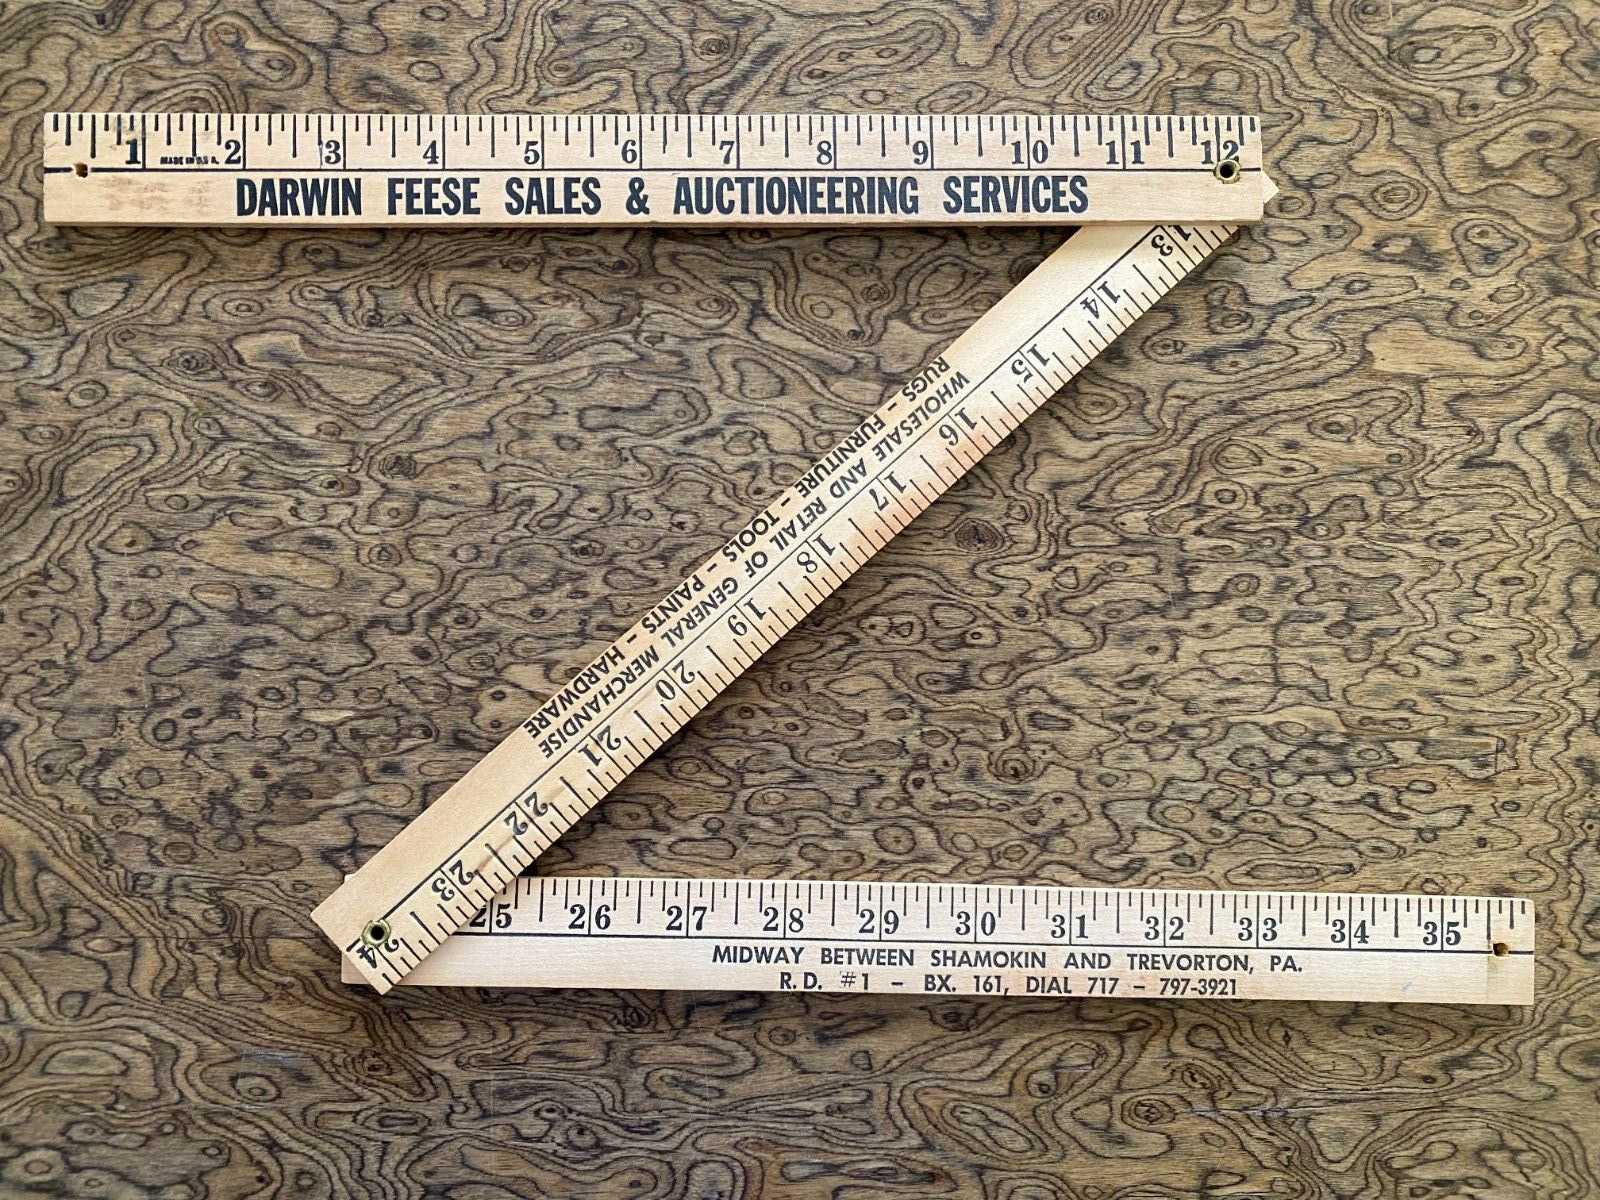 1 2 3 4 5 6 7 8 9 10 11 12
MADE IN U.S.A.
DARWIN FEESE SALES & AUCTIONEERING SERVICES
13 14 15 16 17 18 19 20 21 22 23 24
WHOLESALE AND RETAIL OF GENERAL MERCHANDISE
RUGS - FURNITURE - TOOLS - PAINTS - HARDWARE
25 26 27 28 29 30 31 32 33 34 35
MIDWAY BETWEEN SHAMOKIN AND TREVORTON, PA.
R.D. #1 - BX. 161, DIAL 717 - 797-3921